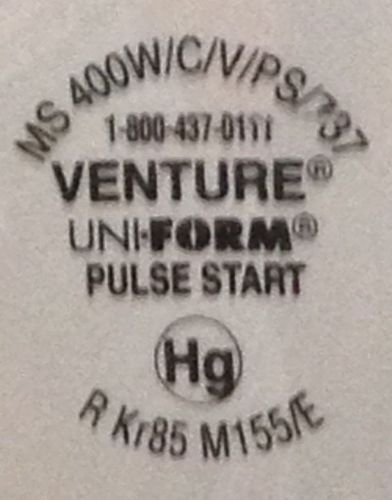 MS 400W/C/V/PS/737
1-800-437-0111
VENTURE®
UNI-FORM®
PULSE START
Hg
R Kr85 M155/E